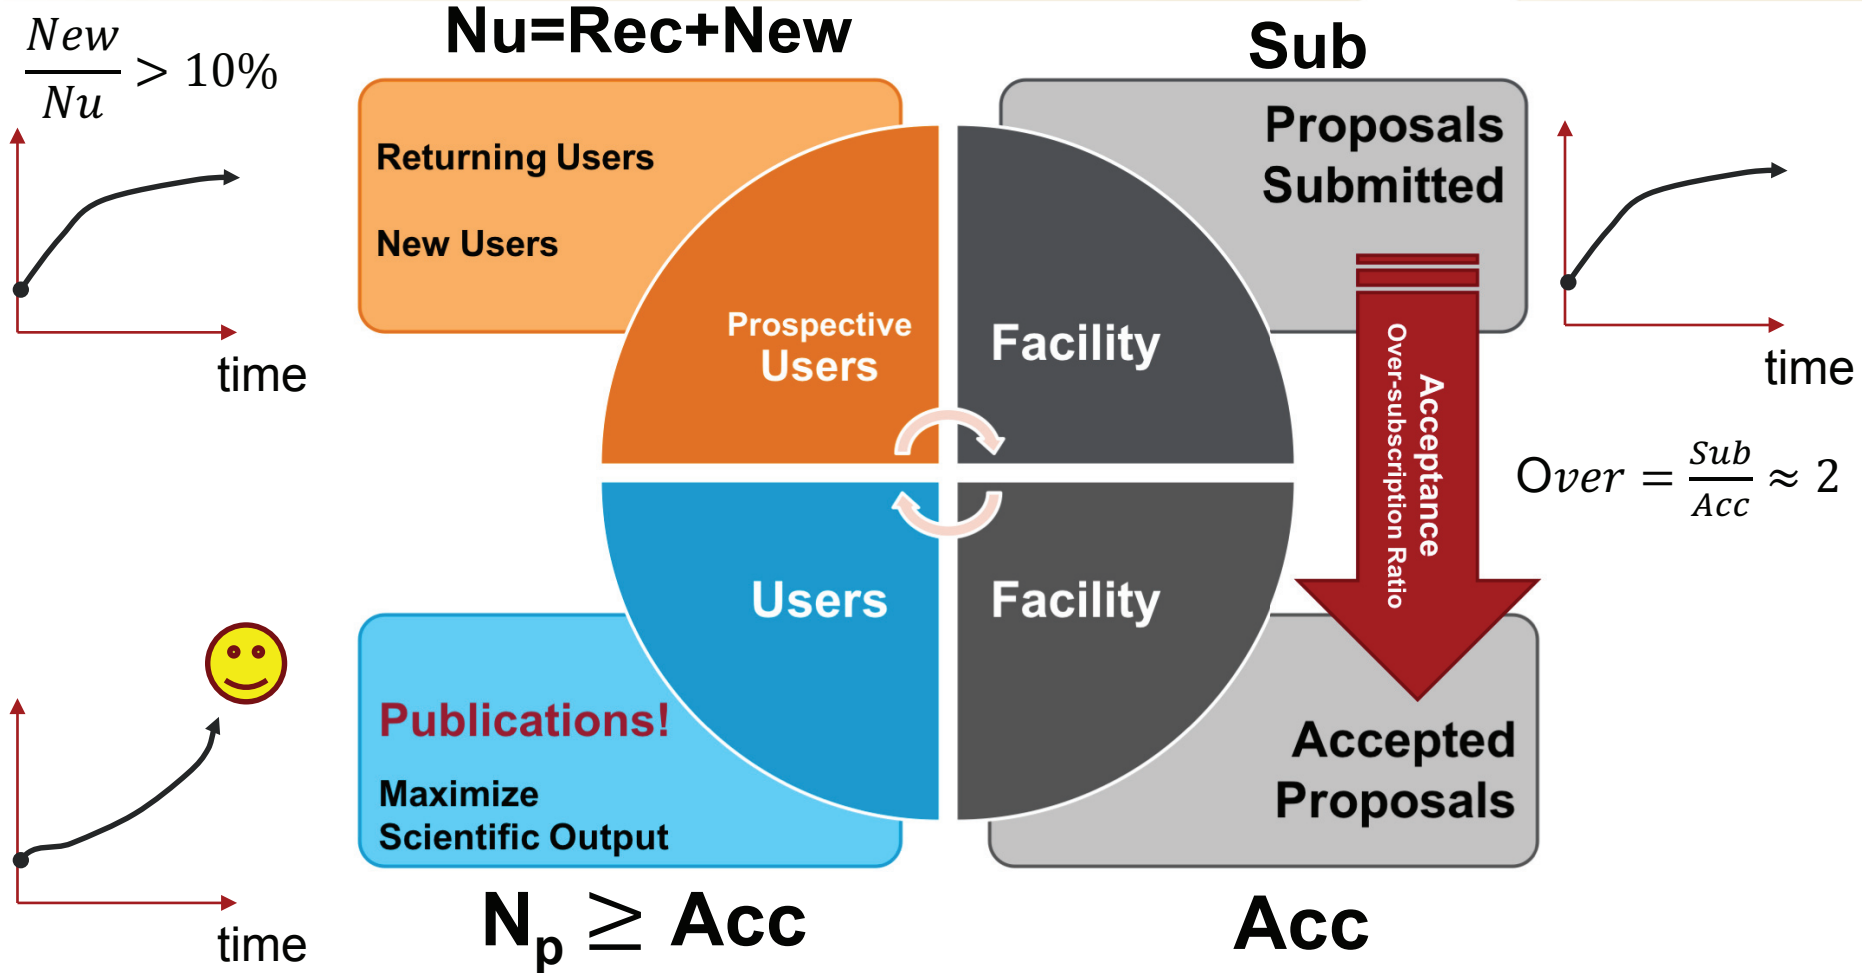 Nu=Rec+New
Sub
New
Nu
> 10%
Returning Users
New Users
time
Prospective
Users
Facility
Proposals
Submitted
time
Acceptance
Over-subscription Ratio
Over = Sub/Acc ≈ 2
Users
Facility
Publications!
Maximize
Scientific Output
time
Accepted
Proposals
Np ≥ Acc
Acc